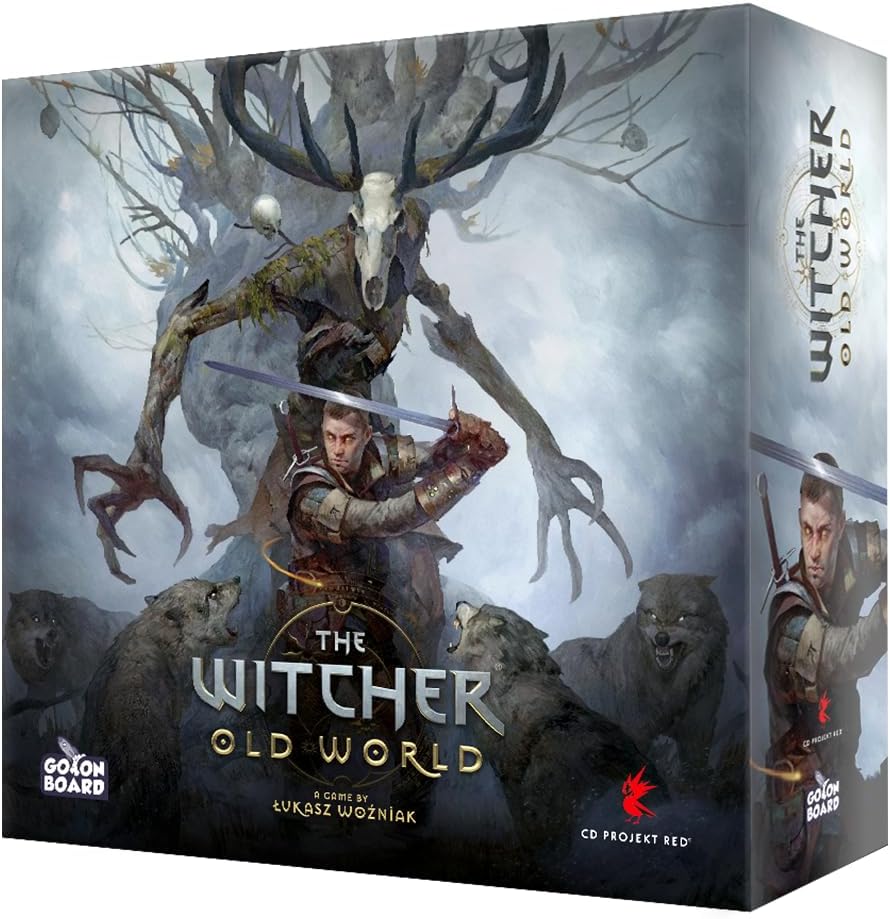 THE
WITCHER®
OLD WORLD
A GAME BY
ŁUKASZ WOŹNIAK
GO ON
BOARD
CD PROJEKT RED®
THE
WITCHER®
OLD WORLD
CD PROJEKT RED
GO ON
BOARD